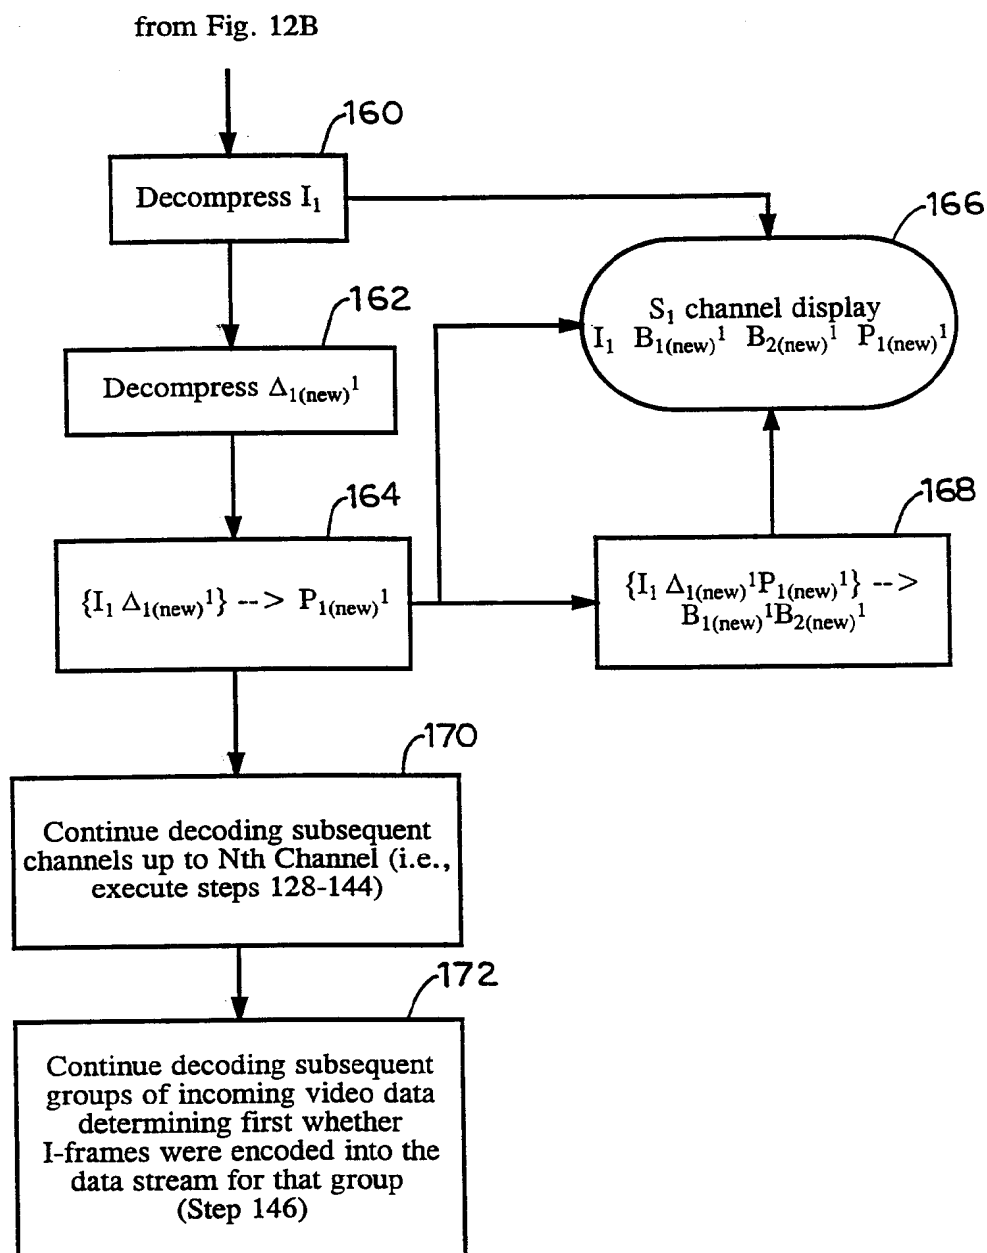 from Fig. 12B
160
Decompress I₁
166
S₁ channel display
I₁ B₁₍new₎¹ B₂₍new₎¹ P₁₍new₎¹
162
Decompress Δ₁₍new₎¹
164
{I₁ Δ₁₍new₎¹} --> P₁₍new₎¹
168
{I₁ Δ₁₍new₎¹P₁₍new₎¹} -->
B₁₍new₎¹B₂₍new₎¹
170
Continue decoding subsequent
channels up to Nth Channel (i.e.,
execute steps 128-144)
172
Continue decoding subsequent
groups of incoming video data
determining first whether
I-frames were encoded into the
data stream for that group
(Step 146)